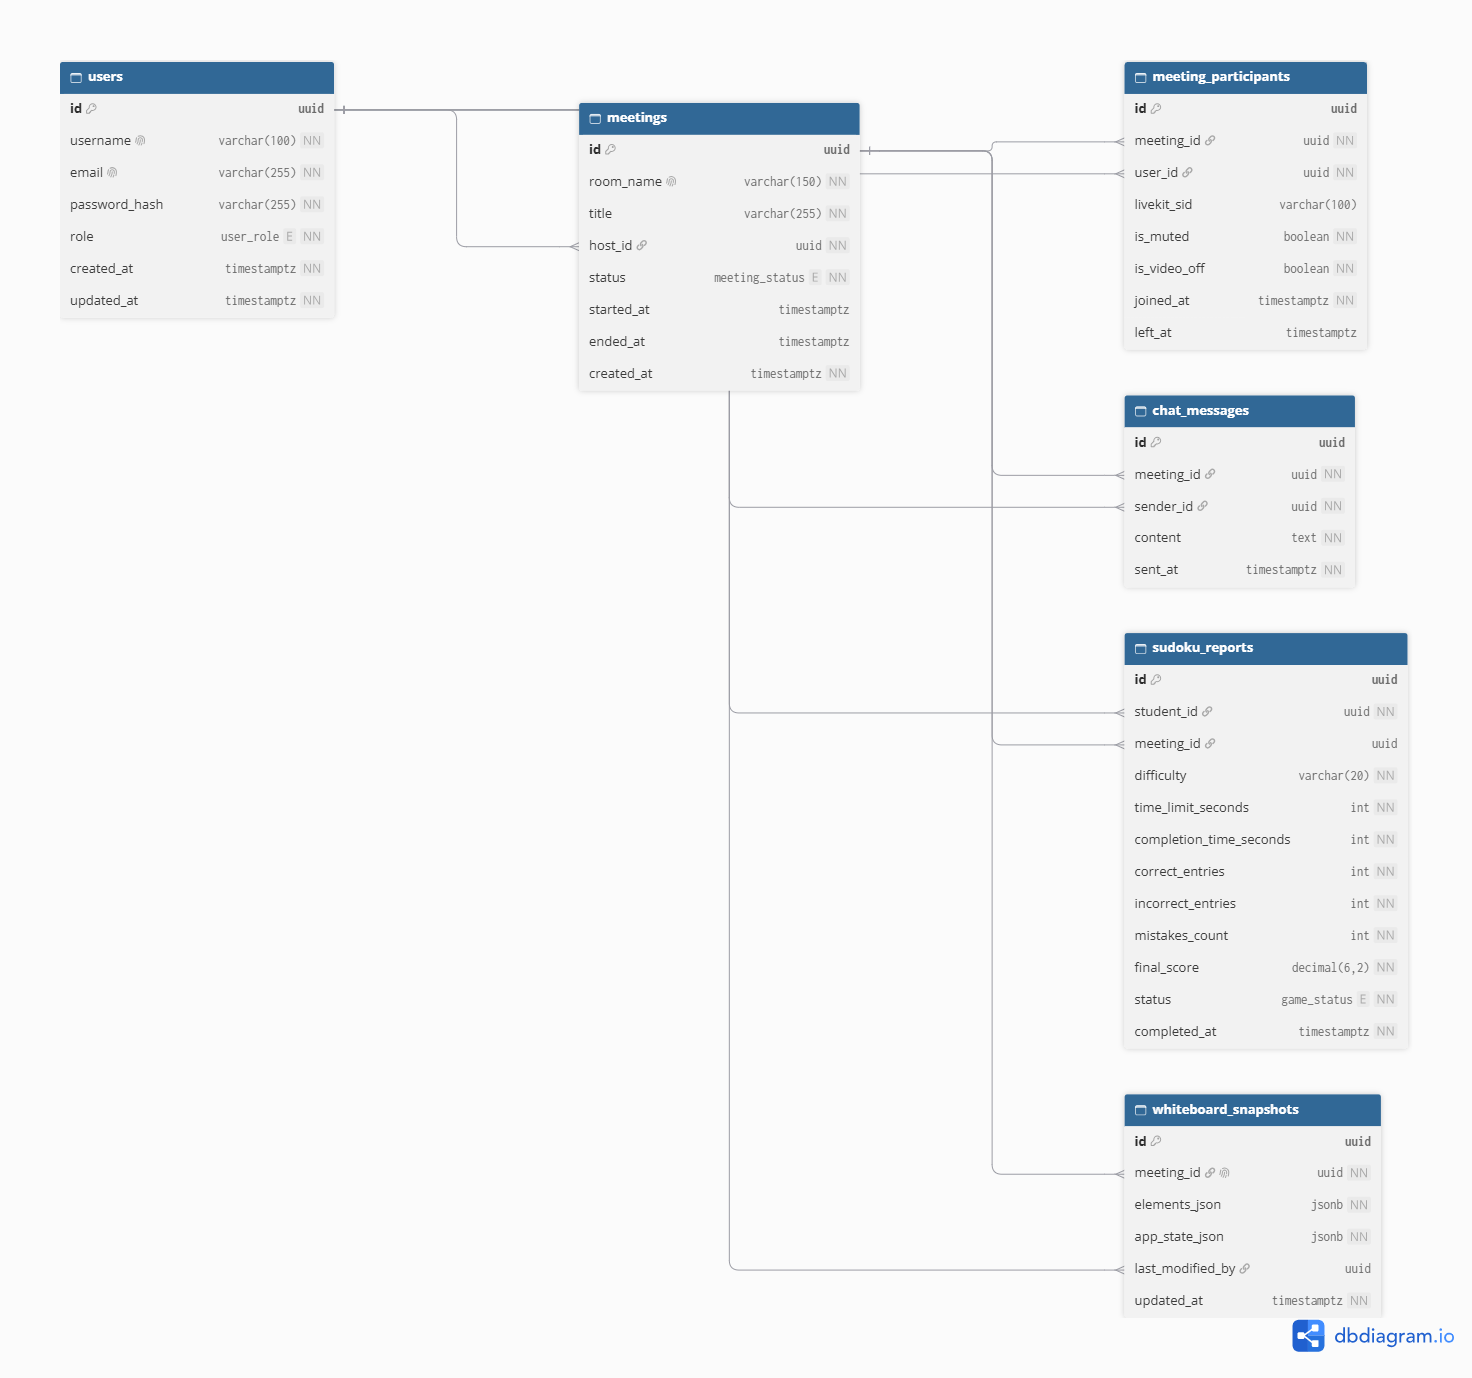 users
id uuid
username varchar(100) NN
email varchar(255) NN
password_hash varchar(255) NN
role user_role E NN
created_at timestamptz NN
updated_at timestamptz NN
meetings
id uuid
room_name varchar(150) NN
title varchar(255) NN
host_id uuid NN
status meeting_status E NN
started_at timestamptz
ended_at timestamptz
created_at timestamptz NN
meeting_participants
id uuid
meeting_id uuid NN
user_id uuid NN
livekit_sid varchar(100)
is_muted boolean NN
is_video_off boolean NN
joined_at timestamptz NN
left_at timestamptz
chat_messages
id uuid
meeting_id uuid NN
sender_id uuid NN
content text NN
sent_at timestamptz NN
sudoku_reports
id uuid
student_id uuid NN
meeting_id uuid
difficulty varchar(20) NN
time_limit_seconds int NN
completion_time_seconds int NN
correct_entries int NN
incorrect_entries int NN
mistakes_count int NN
final_score decimal(6,2) NN
status game_status E NN
completed_at timestamptz NN
whiteboard_snapshots
id uuid
meeting_id uuid NN
elements_json jsonb NN
app_state_json jsonb NN
last_modified_by uuid
updated_at timestamptz NN
dbdiagram.io